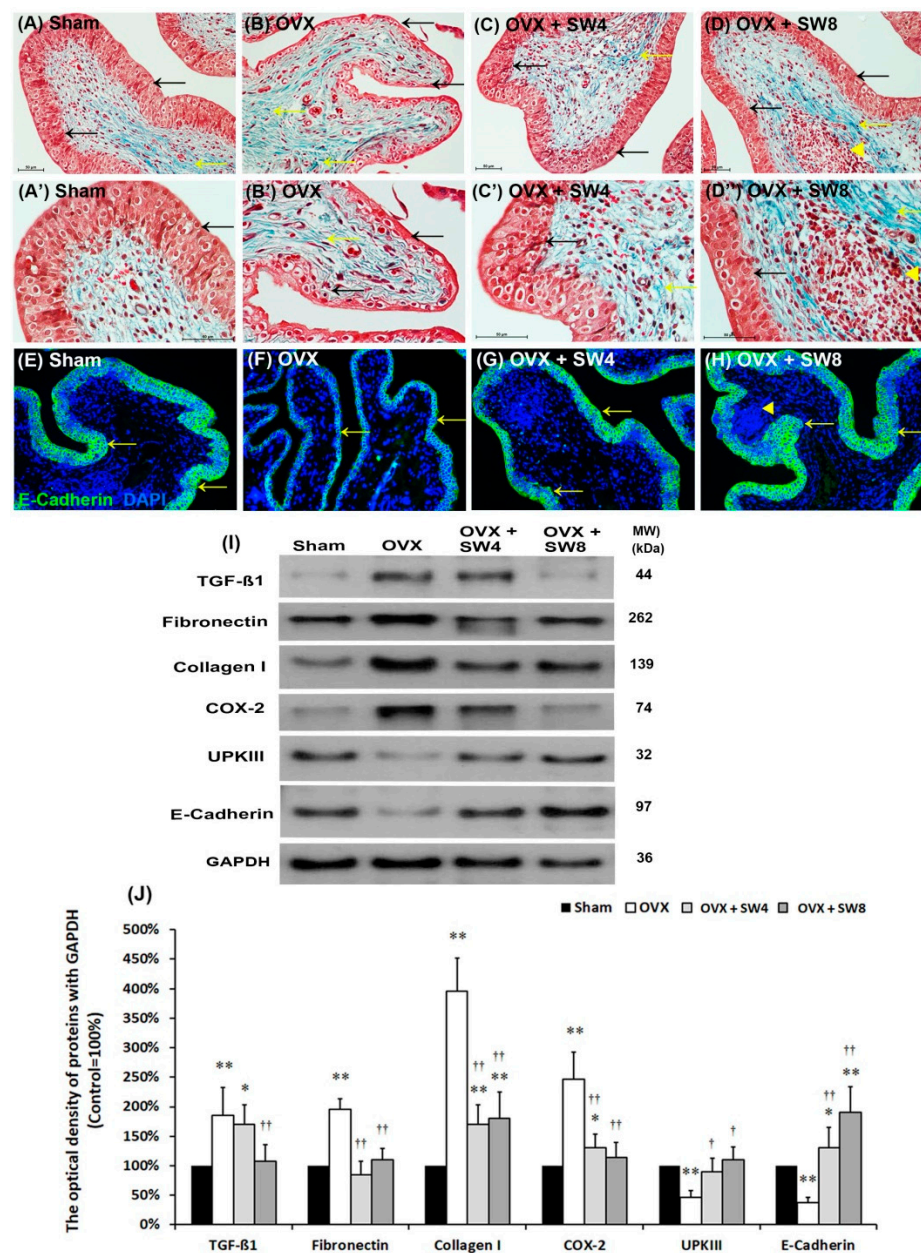 (A) Sham
(B) OVX
(C) OVX + SW4
(D) OVX + SW8
(A') Sham
(B') OVX
(C') OVX + SW4
(D'') OVX + SW8
(E) Sham
(F) OVX
(G) OVX + SW4
(H) OVX + SW8
E-Cadherin DAPI
(I)
Sham OVX OVX + SW4 OVX + SW8 MW) (kDa)
TGF-ß1 44
Fibronectin 262
Collagen I 139
COX-2 74
UPKIII 32
E-Cadherin 97
GAPDH 36
(J)
Sham OVX OVX + SW4 OVX + SW8
The optical density of proteins with GAPDH
(Control=100%)
500%
450%
400%
350%
300%
250%
200%
150%
100%
50%
0%
** * ††
** †† ††
** †† ** †† **
** †† * ††
** † †
** †† * †† **
TGF-ß1 Fibronectin Collagen I COX-2 UPKIII E-Cadherin